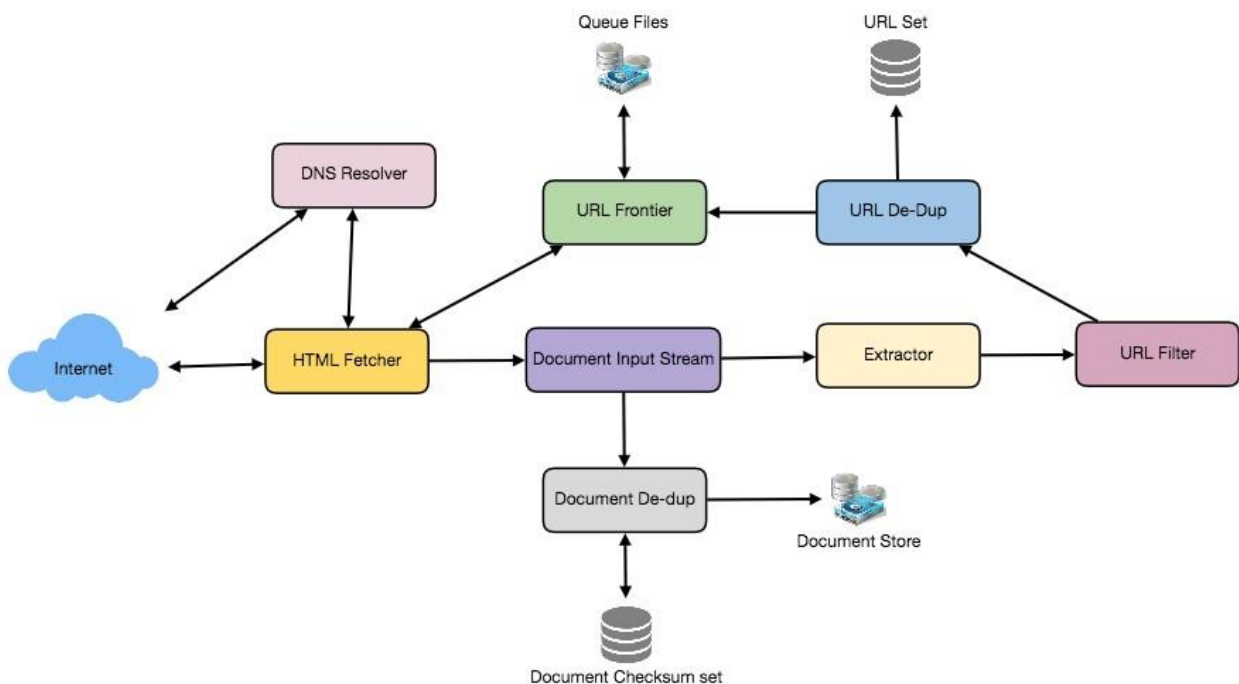 Queue Files
URL Set
DNS Resolver
URL Frontier
URL De-Dup
Internet
HTML Fetcher
Document Input Stream
Extractor
URL Filter
Document De-dup
Document Store
Document Checksum set